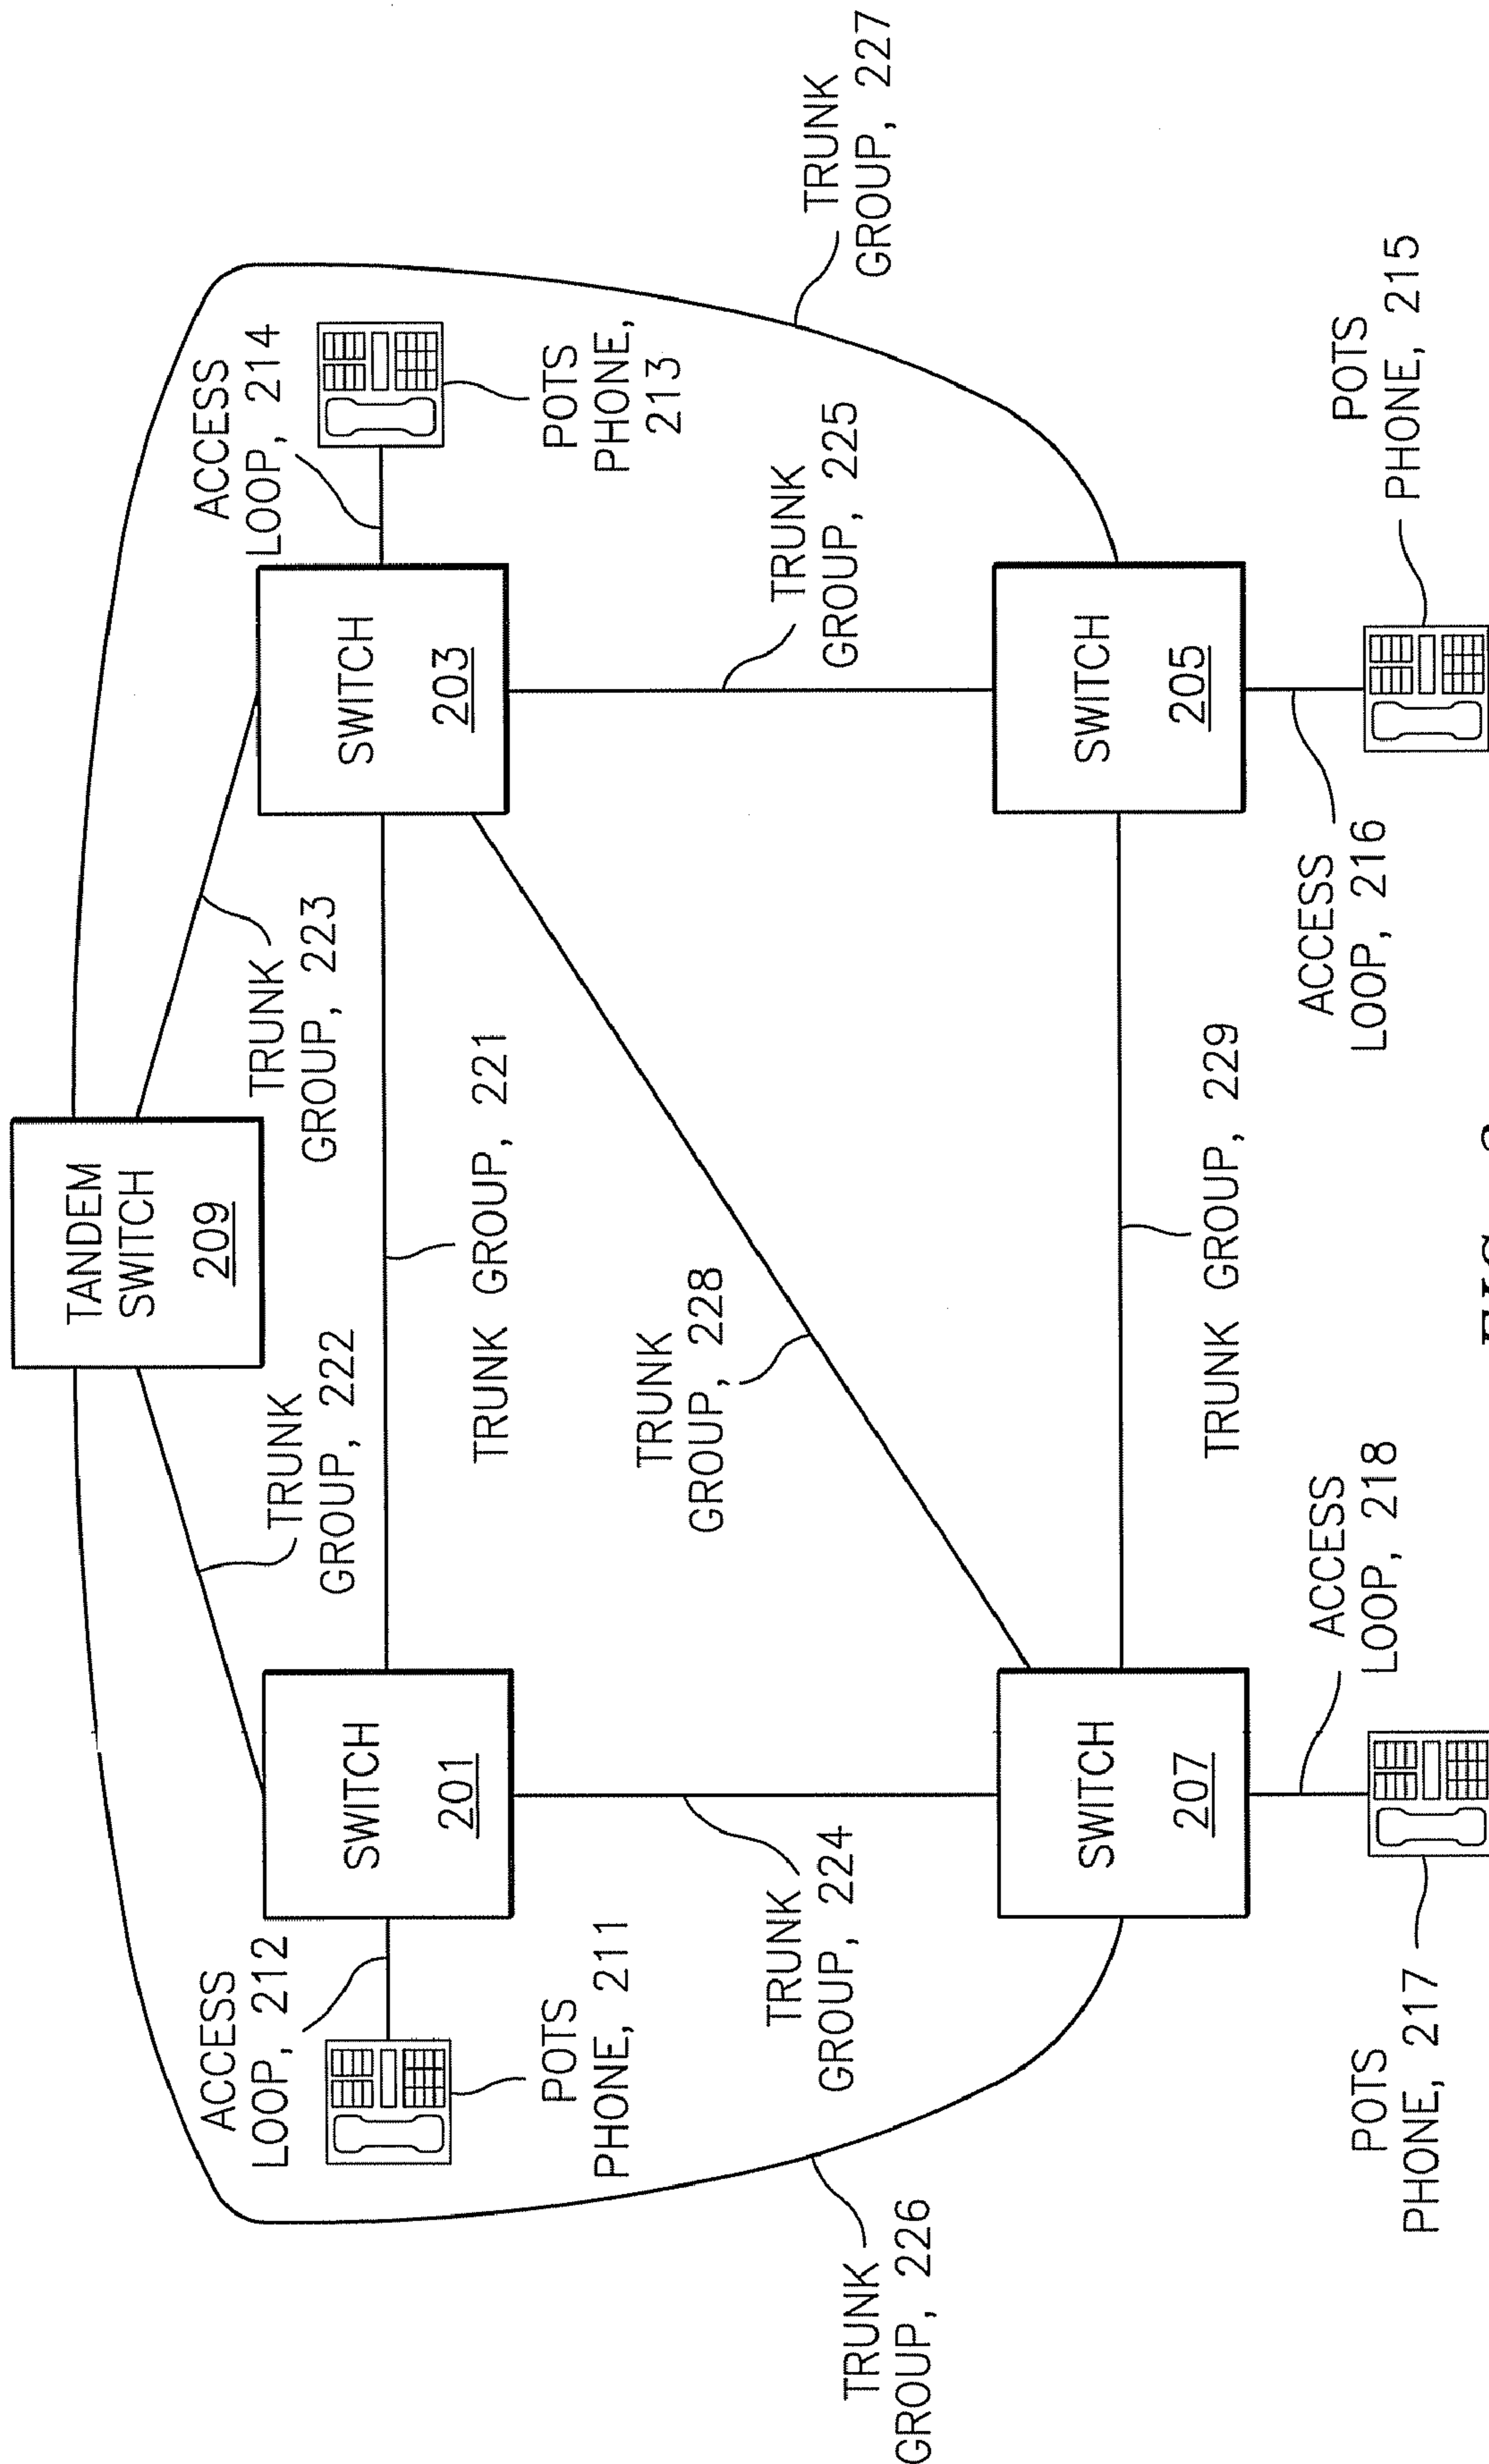 TANDEM
SWITCH
209
TRUNK
GROUP, 222
TRUNK
GROUP, 223
ACCESS
LOOP, 212
SWITCH
201
TRUNK GROUP, 221
SWITCH
203
ACCESS
LOOP, 214
POTS
PHONE, 211
POTS
PHONE,
213
TRUNK
GROUP, 228
TRUNK
GROUP, 226
TRUNK
GROUP, 224
TRUNK
GROUP, 225
TRUNK
GROUP, 227
SWITCH
207
TRUNK GROUP, 229
SWITCH
205
POTS
PHONE, 217
ACCESS
LOOP, 218
ACCESS
LOOP, 216
POTS
PHONE, 215